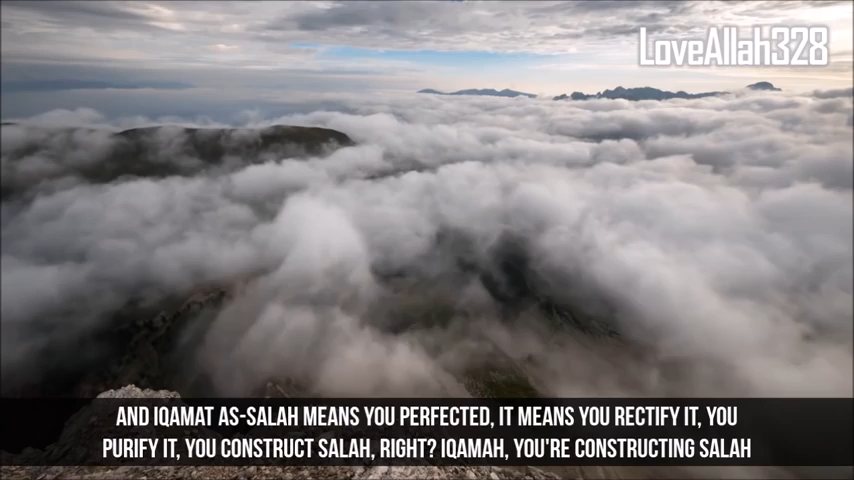 LoveAllah328
AND IQAMAT AS-SALAH MEANS YOU PERFECTED, IT MEANS YOU RECTIFY IT, YOU
PURIFY IT, YOU CONSTRUCT SALAH, RIGHT? IQAMAH, YOU'RE CONSTRUCTING SALAH